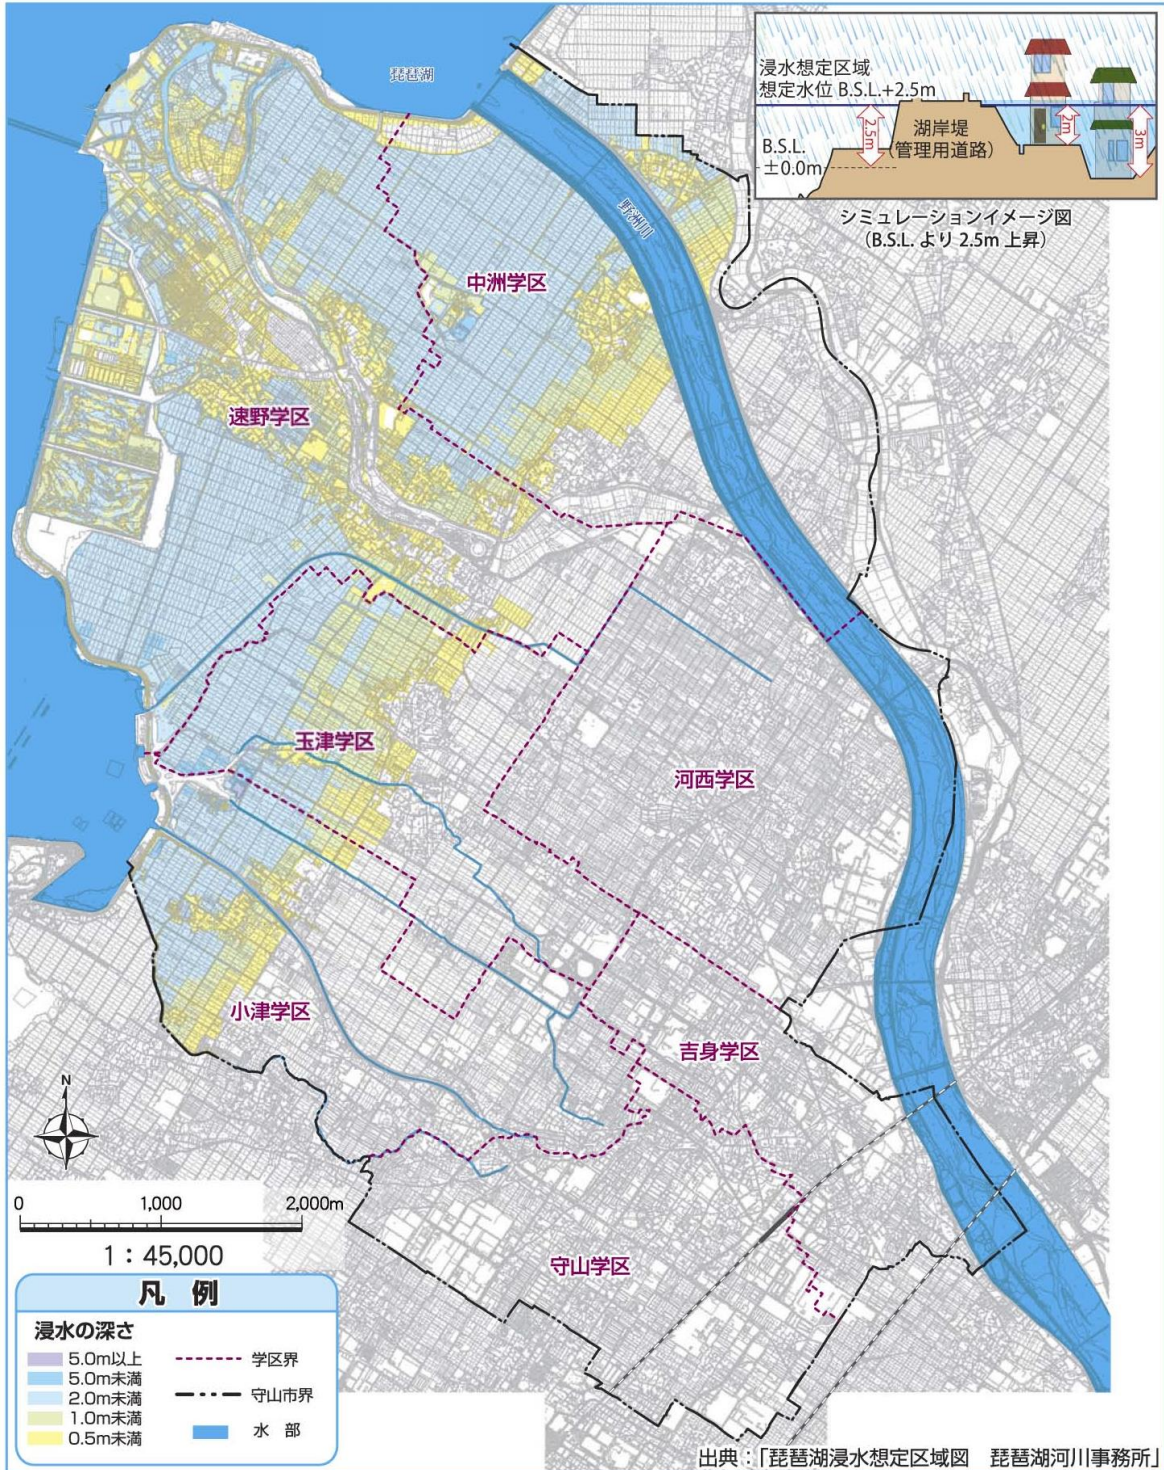 琵琶湖
野洲川
浸水想定区域
想定水位 B.S.L.+2.5m
B.S.L.
±0.0m
2.5m
湖岸堤
(管理用道路)
2m
3m
シミュレーションイメージ図
(B.S.L. より 2.5m 上昇)
中洲学区
速野学区
玉津学区
河西学区
小津学区
吉身学区
守山学区
N
0 1,000 2,000m
1:45,000
凡 例
浸水の深さ
5.0m以上
5.0m未満
2.0m未満
1.0m未満
0.5m未満
学区界
守山市界
水 部
出典:「琵琶湖浸水想定区域図 琵琶湖河川事務所」